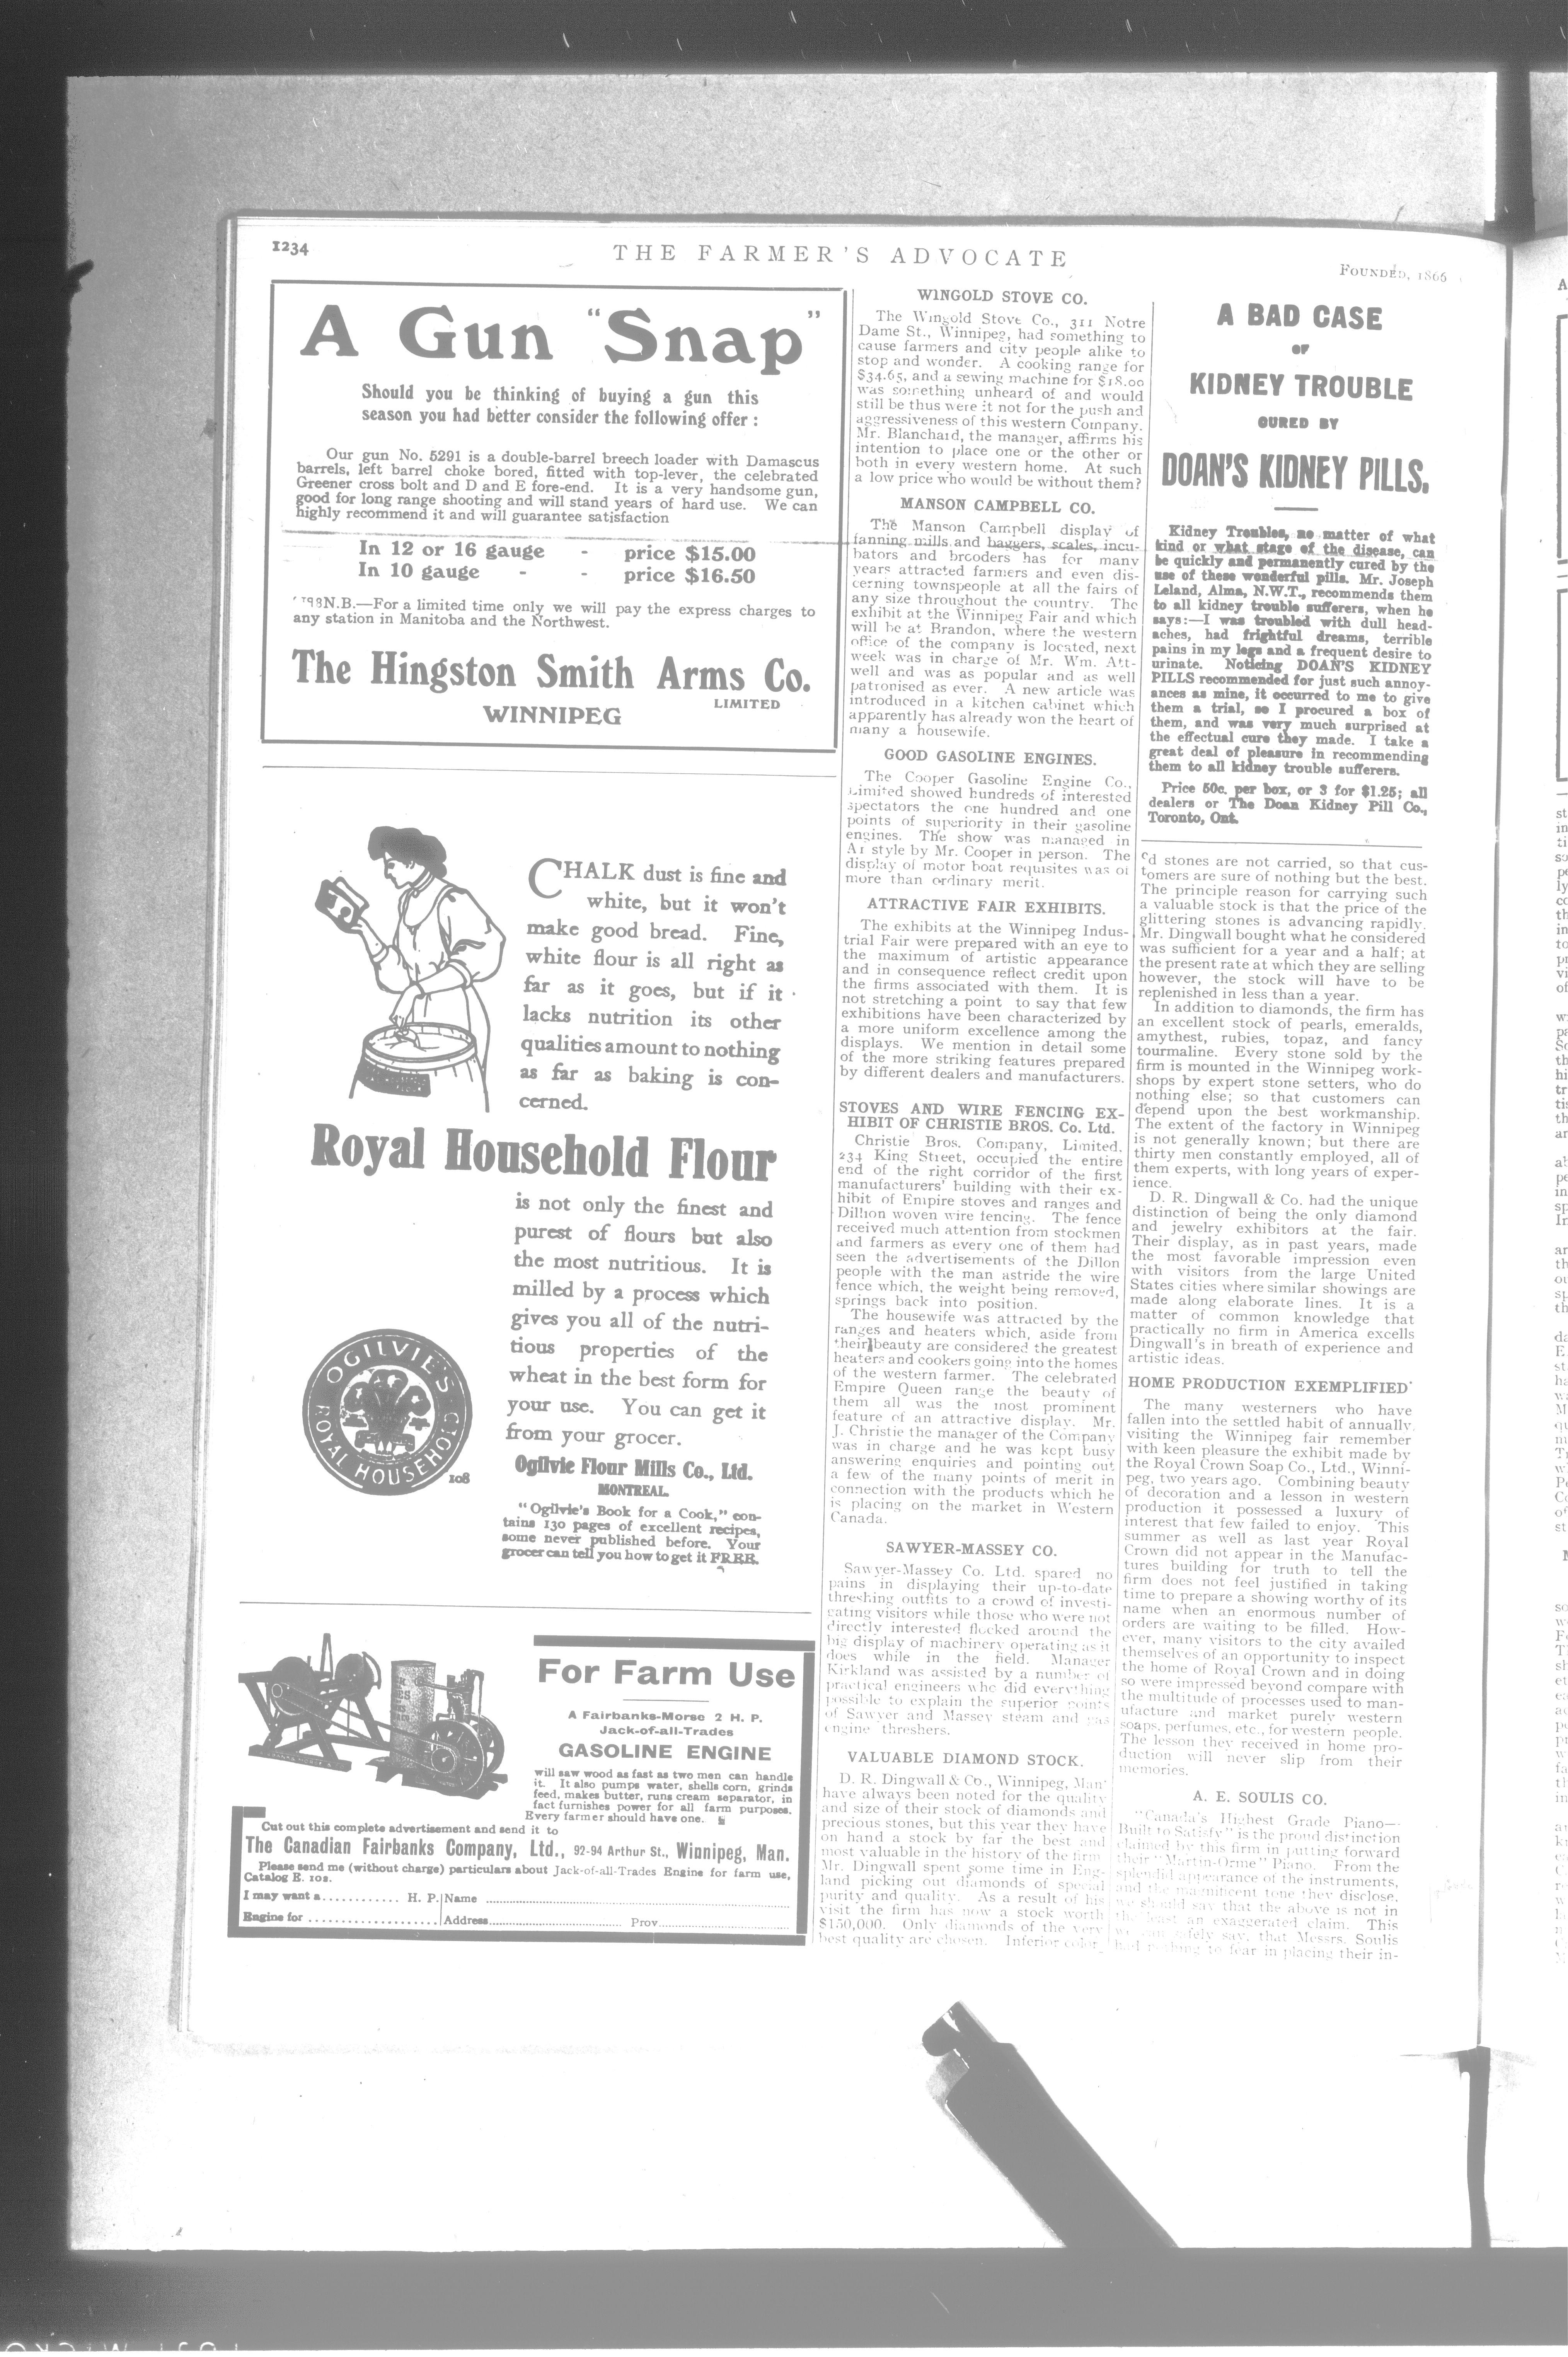 1234
THE FARMER'S ADVOCATE
FOUNDED, 1866
A Gun "Snap"
Should you be thinking of buying a gun this
season you had better consider the following offer :
Our gun No. 5291 is a double-barrel breech loader with Damascus
barrels, left barrel choke bored, fitted with top-lever, the celebrated
Greener cross bolt and D and E fore-end. It is a very handsome gun,
good for long range shooting and will stand years of hard use. We can
highly recommend it and will guarantee satisfaction
In 12 or 16 gauge - price $15.00
In 10 gauge - - price $16.50
N.B.—For a limited time only we will pay the express charges to
any station in Manitoba and the Northwest.
The Hingston Smith Arms Co.
LIMITED
WINNIPEG
CHALK dust is fine and
white, but it won't
make good bread. Fine,
white flour is all right as
far as it goes, but if it
lacks nutrition its other
qualities amount to nothing
as far as baking is con-
cerned.
Royal Household Flour
is not only the finest and
purest of flours but also
the most nutritious. It is
milled by a process which
gives you all of the nutri-
tious properties of the
wheat in the best form for
your use. You can get it
from your grocer.
OGILVIE'S
ROYAL HOUSEHOLD
108
Ogilvie Flour Mills Co., Ltd.
MONTREAL.
"Ogilvie's Book for a Cook," con-
tains 130 pages of excellent recipes,
some never published before. Your
grocer can tell you how to get it FREE.
For Farm Use
A Fairbanks-Morse 2 H. P.
Jack-of-all-Trades
GASOLINE ENGINE
will saw wood as fast as two men can handle
it. It also pumps water, shells corn, grinds
feed, makes butter, runs cream separator, in
fact furnishes power for all farm purposes.
Every farmer should have one.
Cut out this complete advertisement and send it to
The Canadian Fairbanks Company, Ltd., 92-94 Arthur St., Winnipeg, Man.
Please send me (without charge) particulars about Jack-of-all-Trades Engine for farm use,
Catalog E. 102.
I may want a............ H. P. Name ..........
Engine for .................... Address.......... Prov..........
WINGOLD STOVE CO.
The Wingold Stove Co., 311 Notre
Dame St., Winnipeg, had something to
cause farmers and city people alike to
stop and wonder. A cooking range for
$34.65, and a sewing machine for $18.00
was something unheard of and would
still be thus were it not for the push and
aggressiveness of this western Company.
Mr. Blanchard, the manager, affirms his
intention to place one or the other or
both in every western home. At such
a low price who would be without them?
MANSON CAMPBELL CO.
The Manson Campbell display of
fanning mills and baggers, scales, incu-
bators and brooders has for many
years attracted farmers and even dis-
cerning townspeople at all the fairs of
any size throughout the country. The
exhibit at the Winnipeg Fair and which
will be at Brandon, where the western
office of the company is located, next
week was in charge of Mr. Wm. Att-
well and was as popular and as well
patronised as ever. A new article was
introduced in a kitchen cabinet which
apparently has already won the heart of
many a housewife.
GOOD GASOLINE ENGINES.
The Cooper Gasoline Engine Co.,
Limited showed hundreds of interested
spectators the one hundred and one
points of superiority in their gasoline
engines. The show was managed in
A1 style by Mr. Cooper in person. The
display of motor boat requisites was of
more than ordinary merit.
ATTRACTIVE FAIR EXHIBITS.
The exhibits at the Winnipeg Indus-
trial Fair were prepared with an eye to
the maximum of artistic appearance
and in consequence reflect credit upon
the firms associated with them. It is
not stretching a point to say that few
exhibitions have been characterized by
a more uniform excellence among the
displays. We mention in detail some
of the more striking features prepared
by different dealers and manufacturers.
STOVES AND WIRE FENCING EX-
HIBIT OF CHRISTIE BROS. Co. Ltd.
Christie Bros. Company, Limited,
234 King Street, occupied the entire
end of the right corridor of the first
manufacturers' building with their ex-
hibit of Empire stoves and ranges and
Dillion woven wire fencing. The fence
received much attention from stockmen
and farmers as every one of them had
seen the advertisements of the Dillon
people with the man astride the wire
fence which, the weight being removed,
springs back into position.
The housewife was attracted by the
ranges and heaters which, aside from
their beauty are considered the greatest
heaters and cookers going into the homes
of the western farmer. The celebrated
Empire Queen range the beauty of
them all was the most prominent
feature of an attractive display. Mr.
J. Christie the manager of the Company
was in charge and he was kept busy
answering enquiries and pointing out
a few of the many points of merit in
connection with the products which he
is placing on the market in Western
Canada.
SAWYER-MASSEY CO.
Sawyer-Massey Co. Ltd. spared no
pains in displaying their up-to-date
threshing outfits to a crowd of investi-
gating visitors while those who were not
directly interested flocked around the
big display of machinery operating as it
does while in the field. Manager
Kirkland was assisted by a number of
practical engineers who did everything
possible to explain the superior points
of Sawyer and Massey steam and gas
engine threshers.
VALUABLE DIAMOND STOCK.
D. R. Dingwall & Co., Winnipeg, Man'
have always been noted for the quality
and size of their stock of diamonds and
precious stones, but this year they have
on hand a stock by far the best and
most valuable in the history of the firm
Mr. Dingwall spent some time in Eng-
land picking out diamonds of special
purity and quality. As a result of his
visit the firm has now a stock worth
$150,000. Only diamonds of the very
best quality are chosen. Inferior color-
A BAD CASE
OF
KIDNEY TROUBLE
CURED BY
DOAN'S KIDNEY PILLS.
Kidney Troubles, no matter of what
kind or what stage of the disease, can
be quickly and permanently cured by the
use of these wonderful pills. Mr. Joseph
Leland, Alma, N.W.T., recommends them
to all kidney trouble sufferers, when he
says:—I was troubled with dull head-
aches, had frightful dreams, terrible
pains in my legs and a frequent desire to
urinate. Noticing DOAN'S KIDNEY
PILLS recommended for just such annoy-
ances as mine, it occurred to me to give
them a trial, so I procured a box of
them, and was very much surprised at
the effectual cure they made. I take a
great deal of pleasure in recommending
them to all kidney trouble sufferers.
Price 50c. per box, or 3 for $1.25; all
dealers or The Doan Kidney Pill Co.,
Toronto, Ont.
ed stones are not carried, so that cus-
tomers are sure of nothing but the best.
The principle reason for carrying such
a valuable stock is that the price of the
glittering stones is advancing rapidly.
Mr. Dingwall bought what he considered
was sufficient for a year and a half; at
the present rate at which they are selling
however, the stock will have to be
replenished in less than a year.
In addition to diamonds, the firm has
an excellent stock of pearls, emeralds,
amythest, rubies, topaz, and fancy
tourmaline. Every stone sold by the
firm is mounted in the Winnipeg work-
shops by expert stone setters, who do
nothing else; so that customers can
depend upon the best workmanship.
The extent of the factory in Winnipeg
is not generally known; but there are
thirty men constantly employed, all of
them experts, with long years of exper-
ience.
D. R. Dingwall & Co. had the unique
distinction of being the only diamond
and jewelry exhibitors at the fair.
Their display, as in past years, made
the most favorable impression even
with visitors from the large United
States cities where similar showings are
made along elaborate lines. It is a
matter of common knowledge that
practically no firm in America excells
Dingwall's in breath of experience and
artistic ideas.
HOME PRODUCTION EXEMPLIFIED
The many westerners who have
fallen into the settled habit of annually
visiting the Winnipeg fair remember
with keen pleasure the exhibit made by
the Royal Crown Soap Co., Ltd., Winni-
peg, two years ago. Combining beauty
of decoration and a lesson in western
production it possessed a luxury of
interest that few failed to enjoy. This
summer as well as last year Royal
Crown did not appear in the Manufac-
tures building for truth to tell the
firm does not feel justified in taking
time to prepare a showing worthy of its
name when an enormous number of
orders are waiting to be filled. How-
ever, many visitors to the city availed
themselves of an opportunity to inspect
the home of Royal Crown and in doing
so were impressed beyond compare with
the multitude of processes used to man-
ufacture and market purely western
soaps, perfumes, etc., for western people.
The lesson they received in home pro-
duction will never slip from their
memories.
A. E. SOULIS CO.
"Canada's Highest Grade Piano—
Built to Satisfy" is the proud distinction
claimed by this firm in putting forward
their "Martin-Orme" Piano. From the
splendid appearance of the instruments,
and the magnificent tone they disclose,
we should say that the above is not in
the least an exaggerated claim. This
we can safely say, that Messrs. Soulis
had nothing to fear in placing their in-